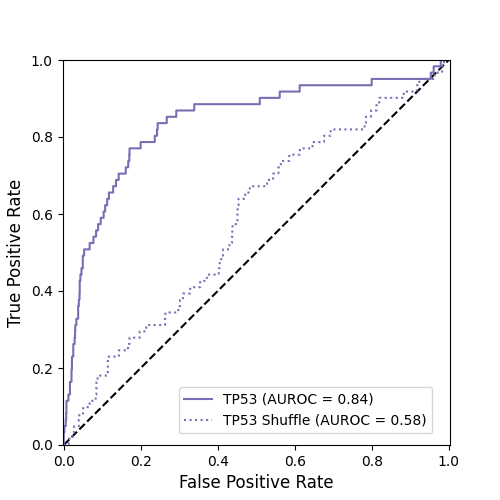 1.0
0.8
0.6
0.4
0.2
0.0
True Positive Rate
TP53 (AUROC = 0.84)
TP53 Shuffle (AUROC = 0.58)
0.0 0.2 0.4 0.6 0.8 1.0
False Positive Rate